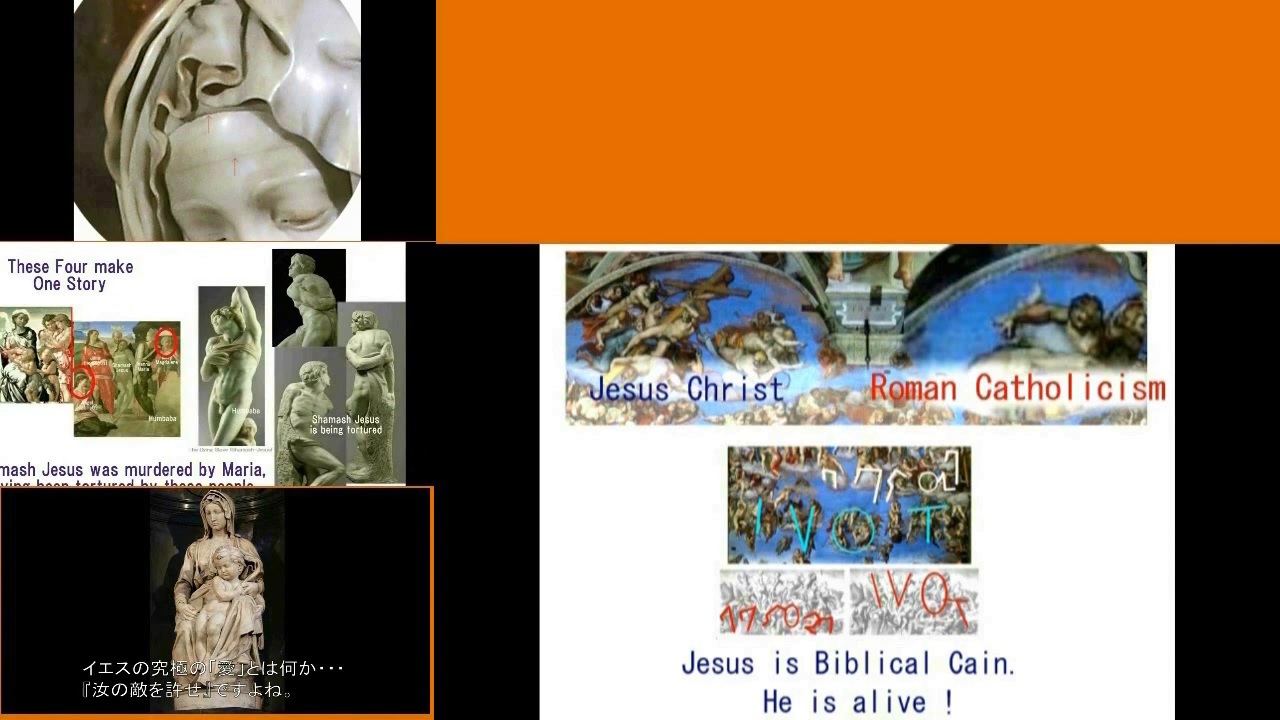 These Four make
One Story
Humbaba
Humbaba
Shamash Jesus
is being tortured
mash Jesus was murdered by Maria,
Jesus Christ
Roman Catholicism
I V O T
I V O T
Jesus is Biblical Cain.
He is alive !
イエスの究極の「愛」とは何か・・・
『汝の敵を許せ』ですよね。